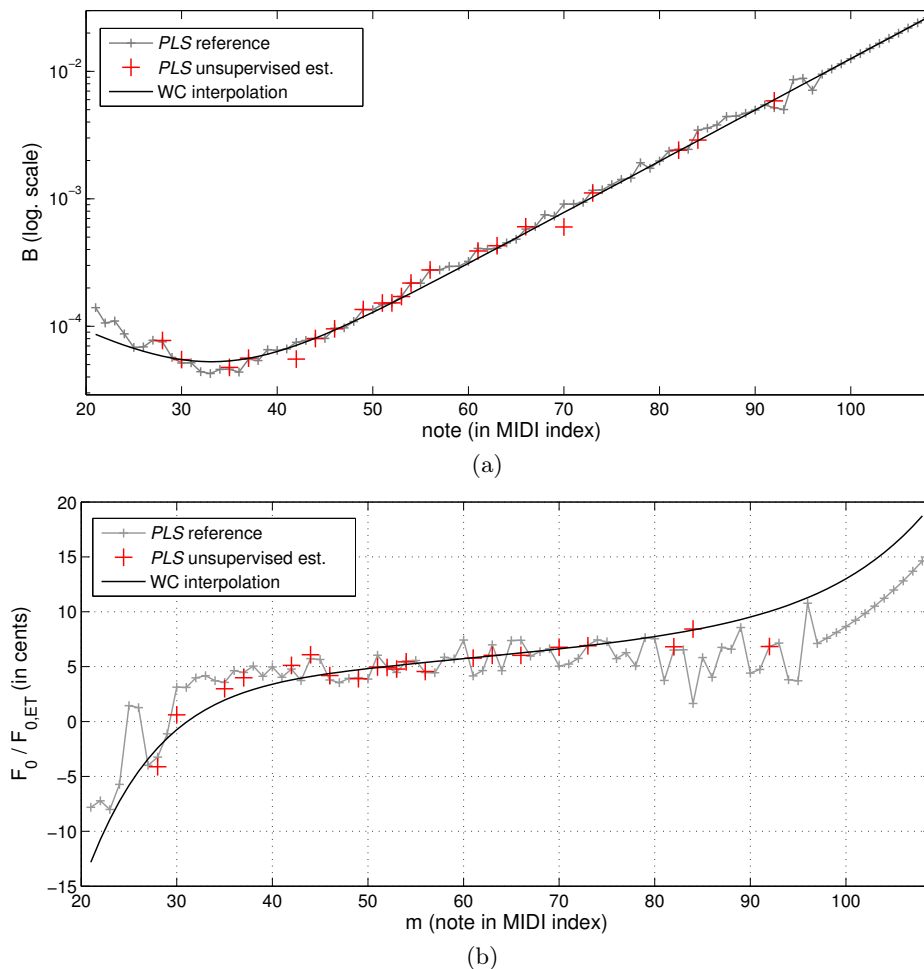 PLS reference
PLS unsupervised est.
WC interpolation
10⁻²
10⁻³
10⁻⁴
B (log. scale)
20 30 40 50 60 70 80 90 100
note (in MIDI index)
(a)
20
15
10
5
0
−5
−10
−15
PLS reference
PLS unsupervised est.
WC interpolation
F₀ / F₀,ET (in cents)
20 30 40 50 60 70 80 90 100
m (note in MIDI index)
(b)